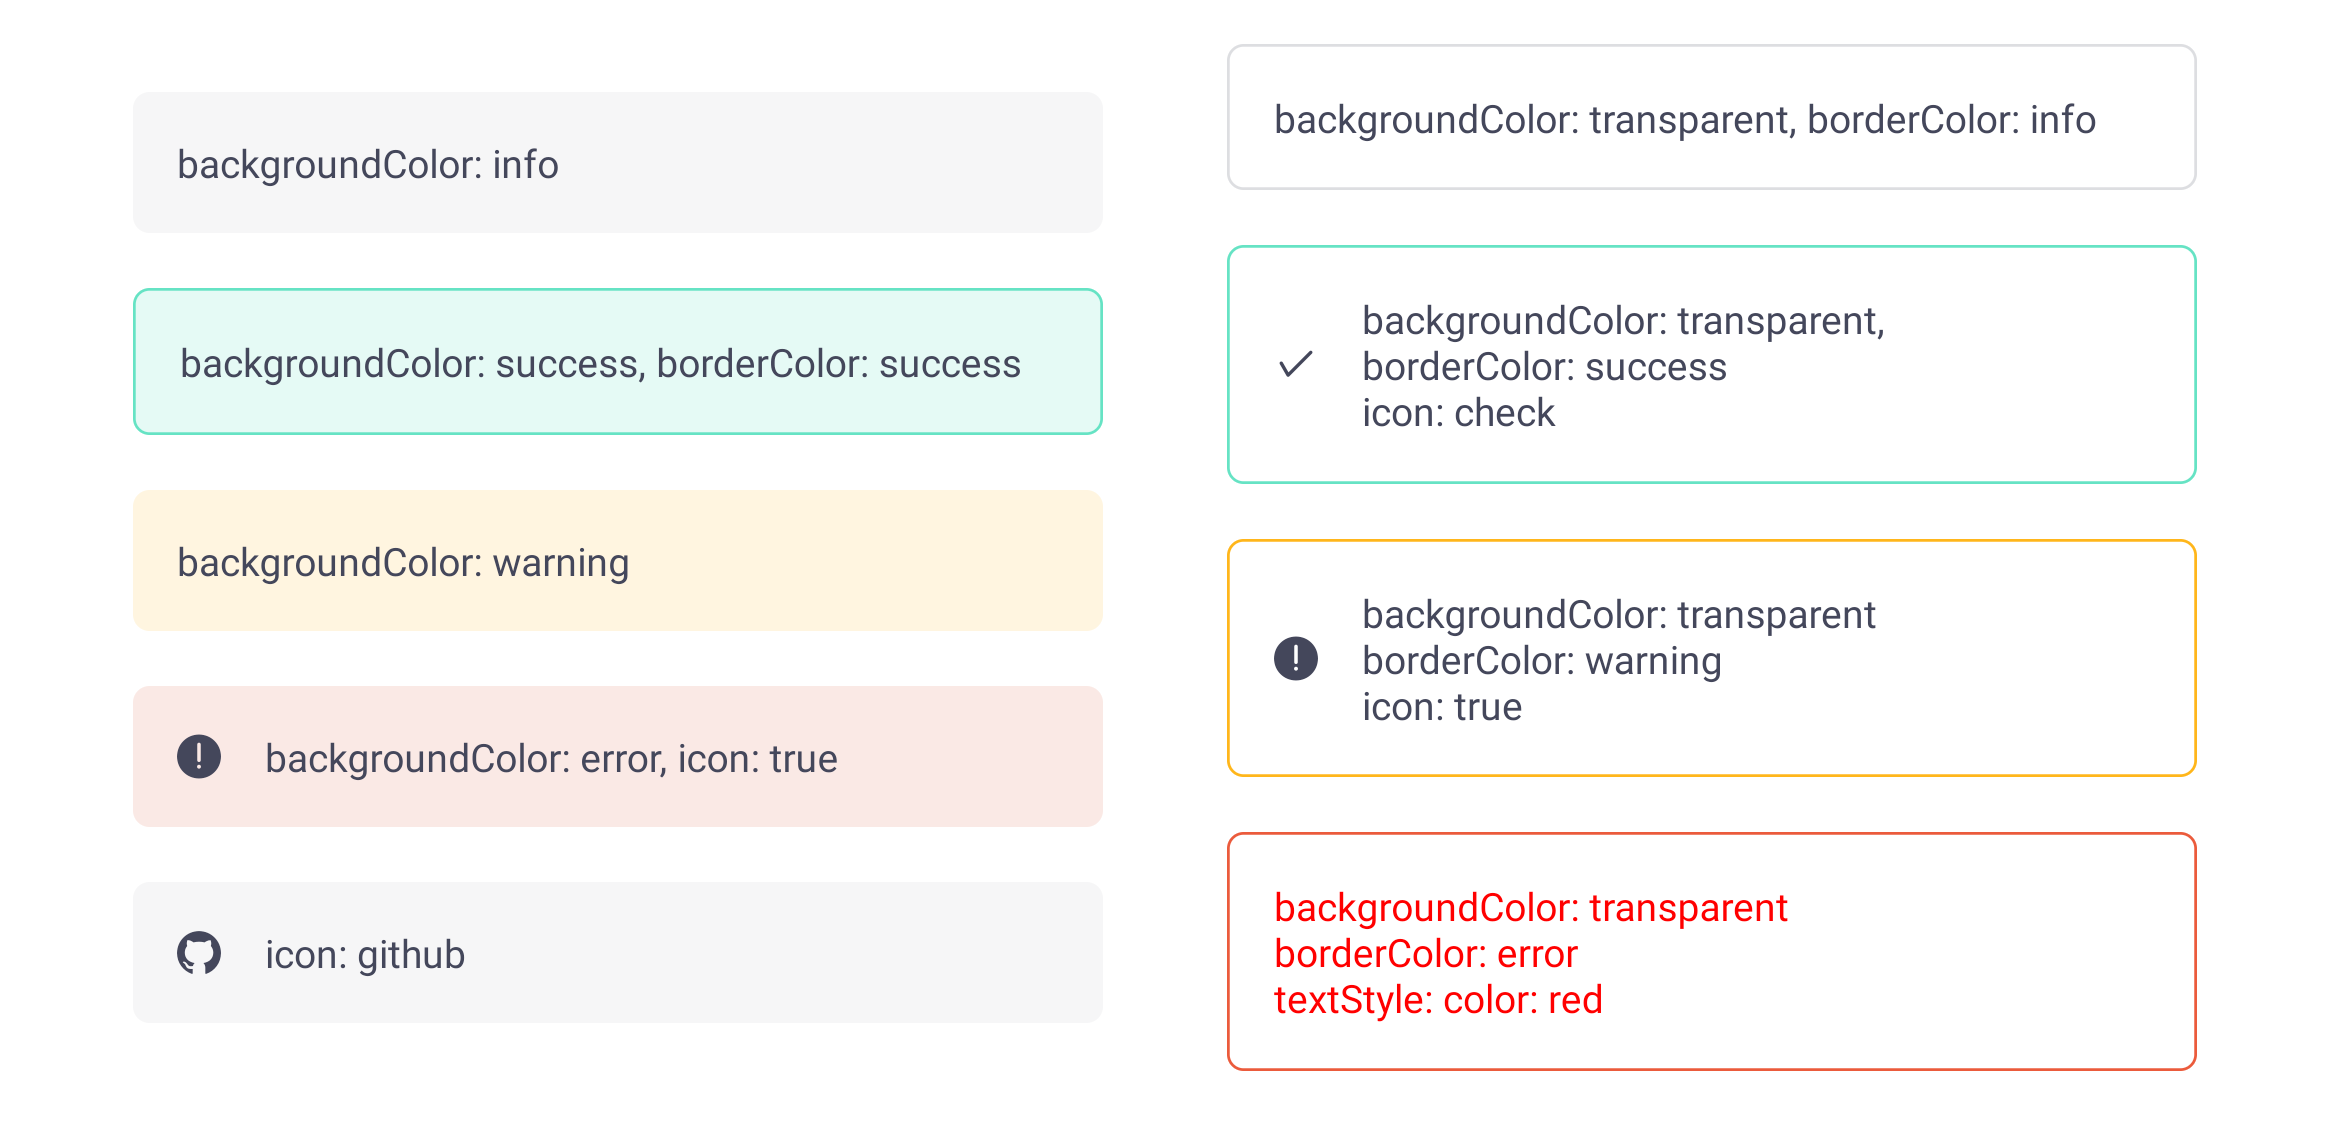 backgroundColor: info
backgroundColor: success, borderColor: success
backgroundColor: warning
backgroundColor: error, icon: true
icon: github
backgroundColor: transparent, borderColor: info
backgroundColor: transparent,
borderColor: success
icon: check
backgroundColor: transparent
borderColor: warning
icon: true
backgroundColor: transparent
borderColor: error
textStyle: color: red